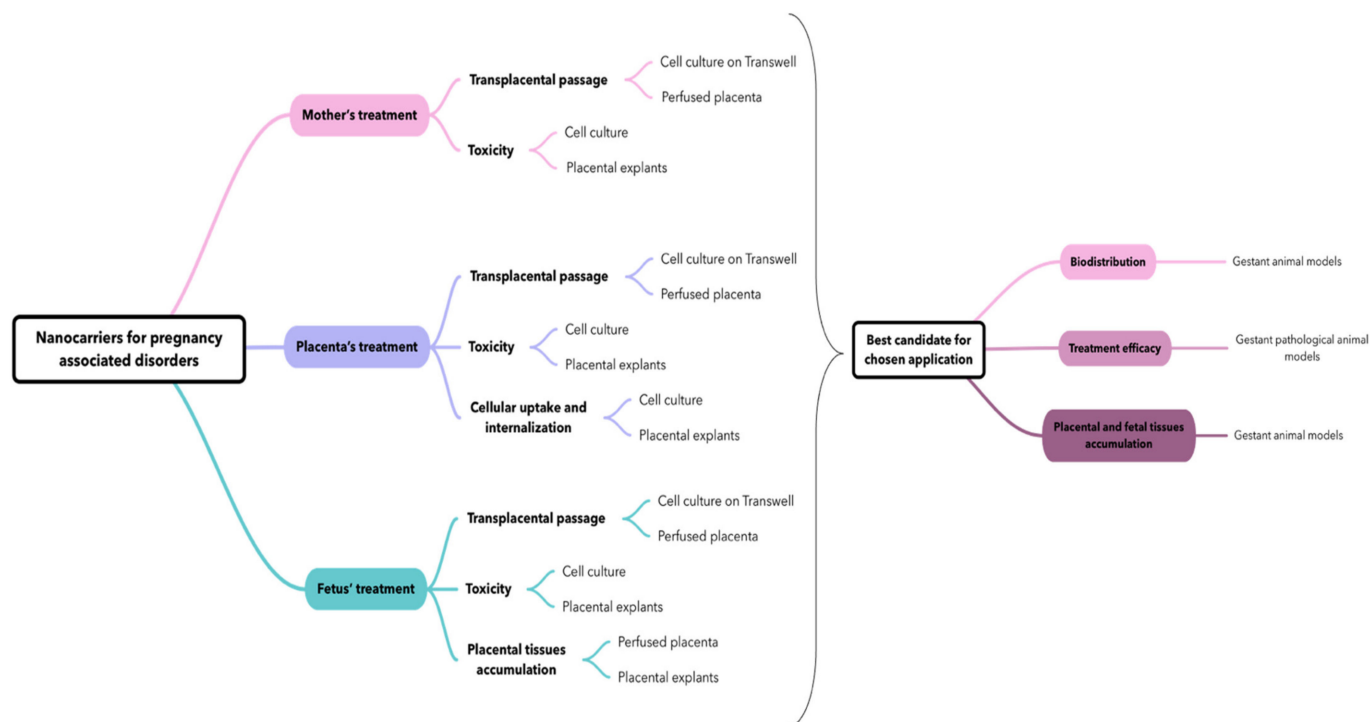 Nanocarriers for pregnancy
associated disorders
Mother's treatment
Transplacental passage
Cell culture on Transwell
Perfused placenta
Toxicity
Cell culture
Placental explants
Placenta's treatment
Transplacental passage
Cell culture on Transwell
Perfused placenta
Toxicity
Cell culture
Placental explants
Cellular uptake and
internalization
Cell culture
Placental explants
Fetus' treatment
Transplacental passage
Cell culture on Transwell
Perfused placenta
Toxicity
Cell culture
Placental explants
Placental tissues
accumulation
Perfused placenta
Placental explants
Best candidate for
chosen application
Biodistribution
Gestant animal models
Treatment efficacy
Gestant pathological animal
models
Placental and fetal tissues
accumulation
Gestant animal models